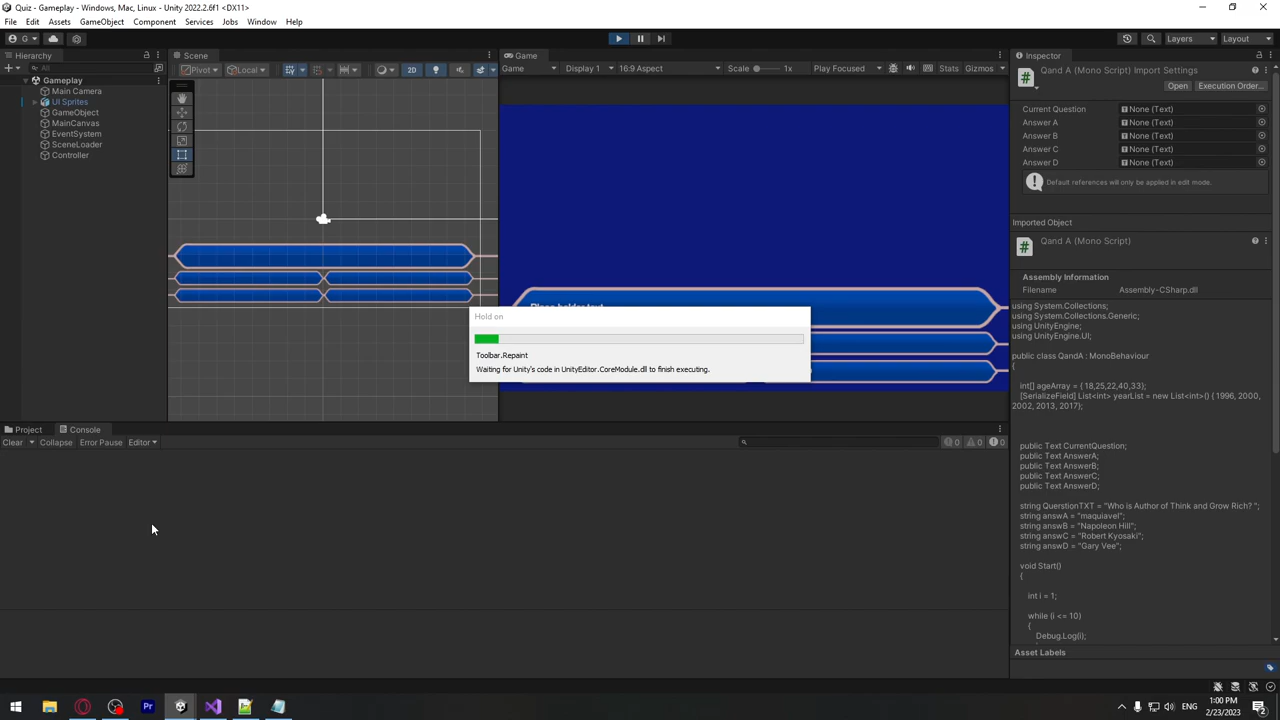 Quiz - Gameplay - Windows, Mac, Linux - Unity 2022.2.6f1 <DX11>
File Edit Assets GameObject Component Services Jobs Window Help
G
Layers Layout
Hierarchy Scene Game Inspector
All
Pivot Local 2D
Game Display 1 16:9 Aspect Scale 1x Play Focused Stats Gizmos
Gameplay
Main Camera
UI Sprites
GameObject
MainCanvas
EventSystem
SceneLoader
Controller
Hold on
Toolbar.Repaint
Waiting for Unity's code in UnityEditor.CoreModule.dll to finish executing.
Project Console
Clear Collapse Error Pause Editor
0 0 0
Qand A (Mono Script) Import Settings
Open Execution Order...
Current Question None (Text)
Answer A None (Text)
Answer B None (Text)
Answer C None (Text)
Answer D None (Text)
Default references will only be applied in edit mode.
Imported Object
Qand A (Mono Script)
Assembly Information
Filename Assembly-CSharp.dll
using System.Collections;
using System.Collections.Generic;
using UnityEngine;
using UnityEngine.UI;
public class QandA : MonoBehaviour
{
int[] ageArray = { 18,25,22,40,33};
[SerializeField] List<int> yearList = new List<int>() { 1996, 2000,
2002, 2013, 2017};
public Text CurrentQuestion;
public Text AnswerA;
public Text AnswerB;
public Text AnswerC;
public Text AnswerD;
string QuerstionTXT = "Who is Author of Think and Grow Rich? ";
string answA = "maquiavel";
string answB = "Napoleon Hill";
string answC = "Robert Kyosaki";
string answD = "Gary Vee";
void Start()
{
int i = 1;
while (i <= 10)
{
Debug.Log(i);
Asset Labels
Pr
ENG
1:00 PM
2/23/2023
2